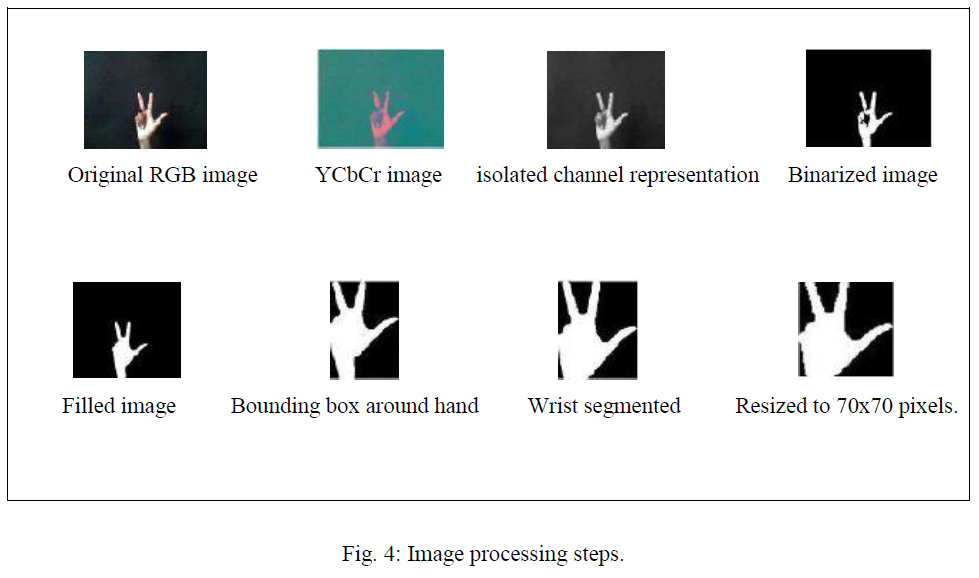 Original RGB image YCbCr image isolated channel representation Binarized image
Filled image Bounding box around hand Wrist segmented Resized to 70x70 pixels.
Fig. 4: Image processing steps.